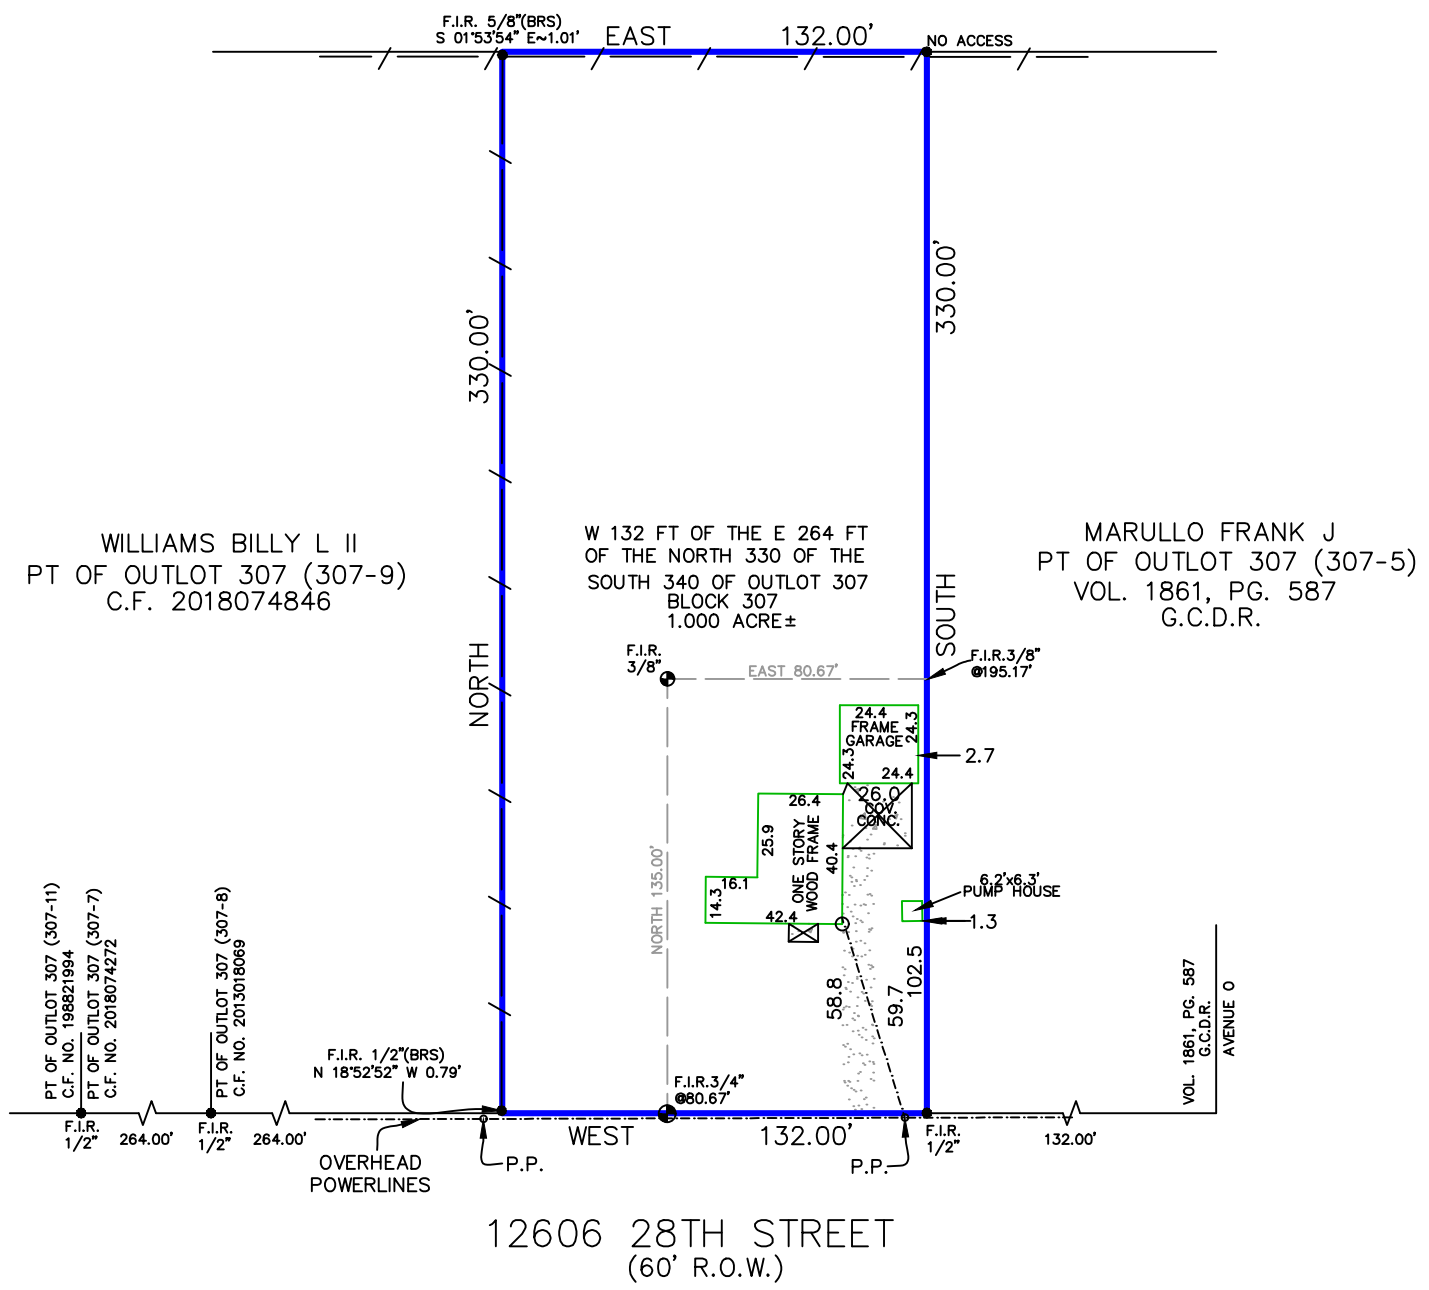 F.I.R. 5/8"(BRS)
S 01°53'54" E~1.01'
EAST
132.00'
NO ACCESS
330.00'
330.00'
WILLIAMS BILLY L II
PT OF OUTLOT 307 (307-9)
C.F. 2018074846
W 132 FT OF THE E 264 FT
OF THE NORTH 330 OF THE
SOUTH 340 OF OUTLOT 307
BLOCK 307
1.000 ACRE±
MARULLO FRANK J
PT OF OUTLOT 307 (307-5)
VOL. 1861, PG. 587
G.C.D.R.
NORTH
SOUTH
F.I.R.
3/8"
EAST 80.67'
F.I.R.3/8"
@195.17'
24.4
FRAME
GARAGE
24.3
24.3
24.4
2.7
26.0
COV.
CONC.
26.4
25.9
ONE STORY
WOOD FRAME
40.4
16.1
14.3
42.4
6.2'x6.3'
PUMP HOUSE
1.3
NORTH 135.00'
58.8
59.7
102.5
PT OF OUTLOT 307 (307-11)
C.F. NO. 198821994
PT OF OUTLOT 307 (307-7)
C.F. NO. 2018074272
PT OF OUTLOT 307 (307-8)
C.F. NO. 2013018069
VOL. 1861, PG. 587
G.C.D.R.
AVENUE O
F.I.R. 1/2"(BRS)
N 18°52'52" W 0.79'
F.I.R.3/4"
@80.67'
F.I.R.
1/2"
264.00'
F.I.R.
1/2"
264.00'
WEST
132.00'
F.I.R.
1/2"
132.00'
OVERHEAD
POWERLINES
P.P.
P.P.
12606 28TH STREET
(60' R.O.W.)